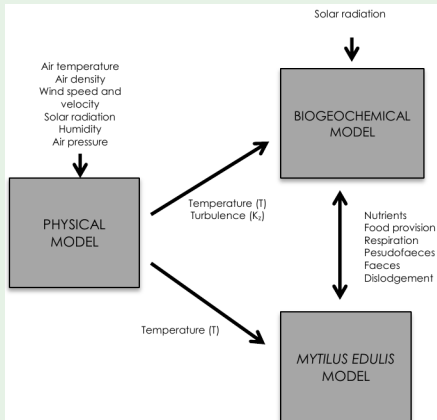 Solar radiation
Air temperature
Air density
Wind speed and
velocity
Solar radiation
Humidity
Air pressure
BIOGEOCHEMICAL
MODEL
Temperature (T)
Turbulence (Kz)
PHYSICAL
MODEL
Nutrients
Food provision
Respiration
Pesudofaeces
Faeces
Dislodgement
Temperature (T)
MYTILUS EDULIS
MODEL